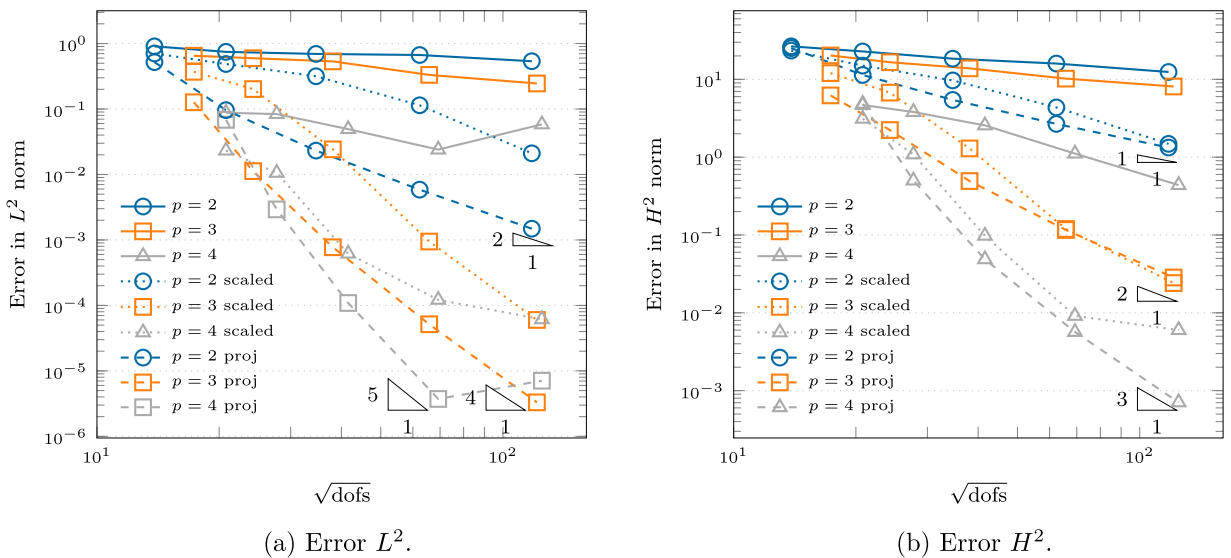 10^0
10^{-1}
10^{-2}
10^{-3}
10^{-4}
10^{-5}
10^{-6}
Error in L^2 norm
p = 2
p = 3
p = 4
p = 2 scaled
p = 3 scaled
p = 4 scaled
p = 2 proj
p = 3 proj
p = 4 proj
2
1
5
1
4
1
10^1
10^2
√dofs
(a) Error L^2.
10^1
10^0
10^{-1}
10^{-2}
10^{-3}
Error in H^2 norm
p = 2
p = 3
p = 4
p = 2 scaled
p = 3 scaled
p = 4 scaled
p = 2 proj
p = 3 proj
p = 4 proj
1
1
2
1
3
1
10^1
10^2
√dofs
(b) Error H^2.